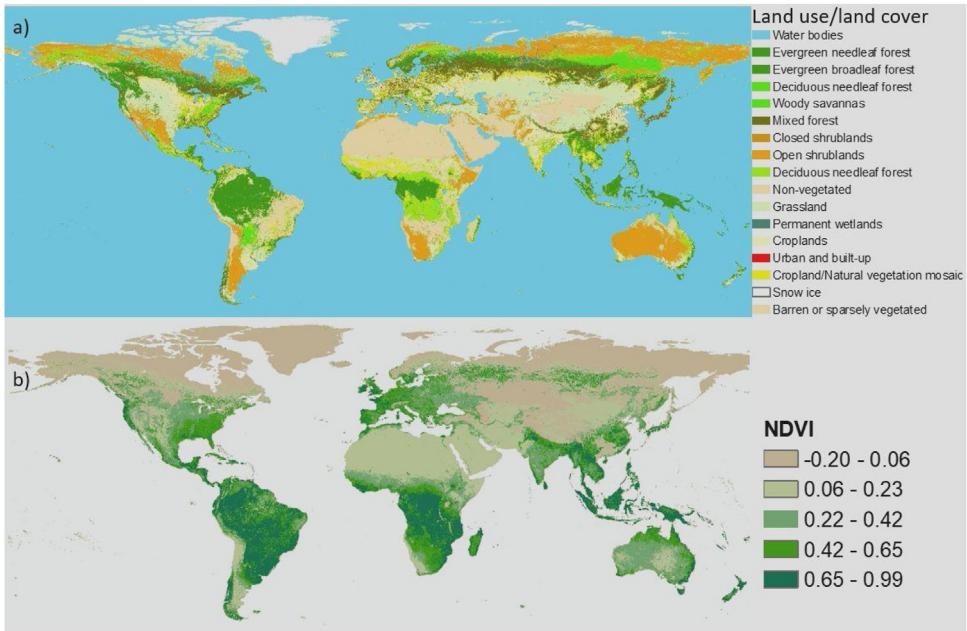 a)
Land use/land cover
Water bodies
Evergreen needleaf forest
Evergreen broadleaf forest
Deciduous needleaf forest
Woody savannas
Mixed forest
Closed shrublands
Open shrublands
Deciduous needleaf forest
Non-vegetated
Grassland
Permanent wetlands
Croplands
Urban and built-up
Cropland/Natural vegetation mosaic
Snow ice
Barren or sparsely vegetated
b)
NDVI
-0.20 - 0.06
0.06 - 0.23
0.22 - 0.42
0.42 - 0.65
0.65 - 0.99